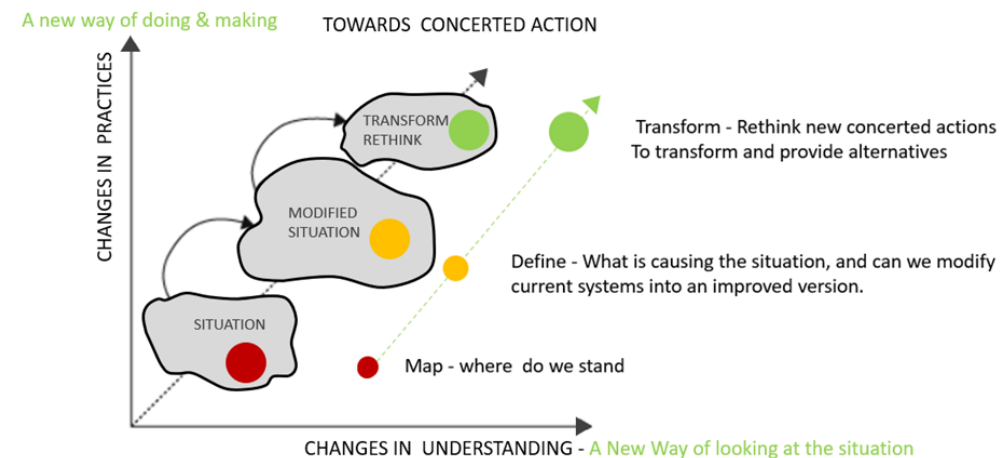 A new way of doing & making
TOWARDS CONCERTED ACTION
CHANGES IN PRACTICES
TRANSFORM
RETHINK
Transform - Rethink new concerted actions
To transform and provide alternatives
MODIFIED
SITUATION
Define - What is causing the situation, and can we modify
current systems into an improved version.
SITUATION
Map - where do we stand
CHANGES IN UNDERSTANDING - A New Way of looking at the situation